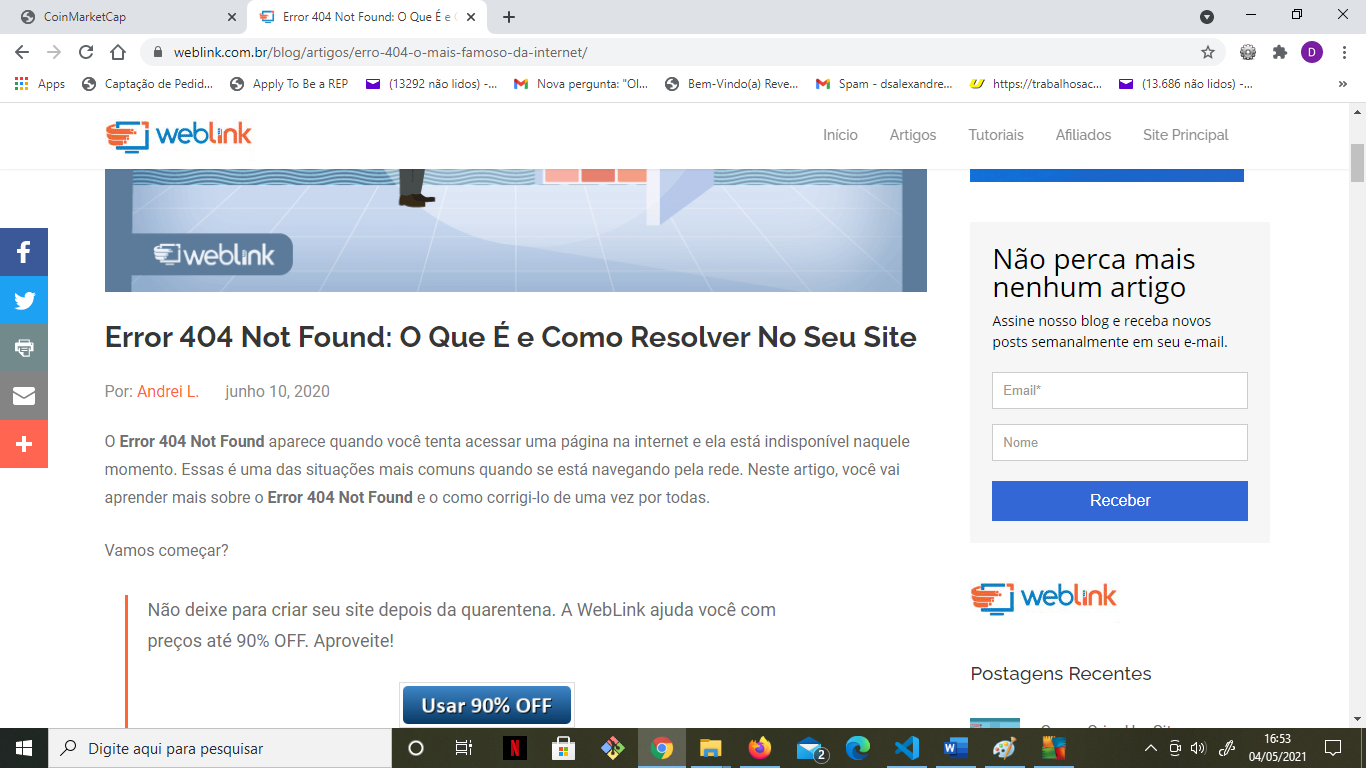 CoinMarketCap
Error 404 Not Found: O Que É e C
weblink.com.br/blog/artigos/erro-404-o-mais-famoso-da-internet/
D
Apps
Captação de Pedid...
Apply To Be a REP
(13292 não lidos) -...
Nova pergunta: "Ol...
Bem-Vindo(a) Reve...
Spam - dsalexandre...
https://trabalhosac...
(13.686 não lidos) -...
weblink
Início
Artigos
Tutoriais
Afiliados
Site Principal
weblink
Error 404 Not Found: O Que É e Como Resolver No Seu Site
Por: Andrei L. junho 10, 2020
O Error 404 Not Found aparece quando você tenta acessar uma página na internet e ela está indisponível naquele
momento. Essas é uma das situações mais comuns quando se está navegando pela rede. Neste artigo, você vai
aprender mais sobre o Error 404 Not Found e o como corrigi-lo de uma vez por todas.
Vamos começar?
Não deixe para criar seu site depois da quarentena. A WebLink ajuda você com
preços até 90% OFF. Aproveite!
Usar 90% OFF
Não perca mais
nenhum artigo
Assine nosso blog e receba novos
posts semanalmente em seu e-mail.
Email*
Nome
Receber
weblink
Postagens Recentes
Digite aqui para pesquisar
N
2
W
16:53
04/05/2021